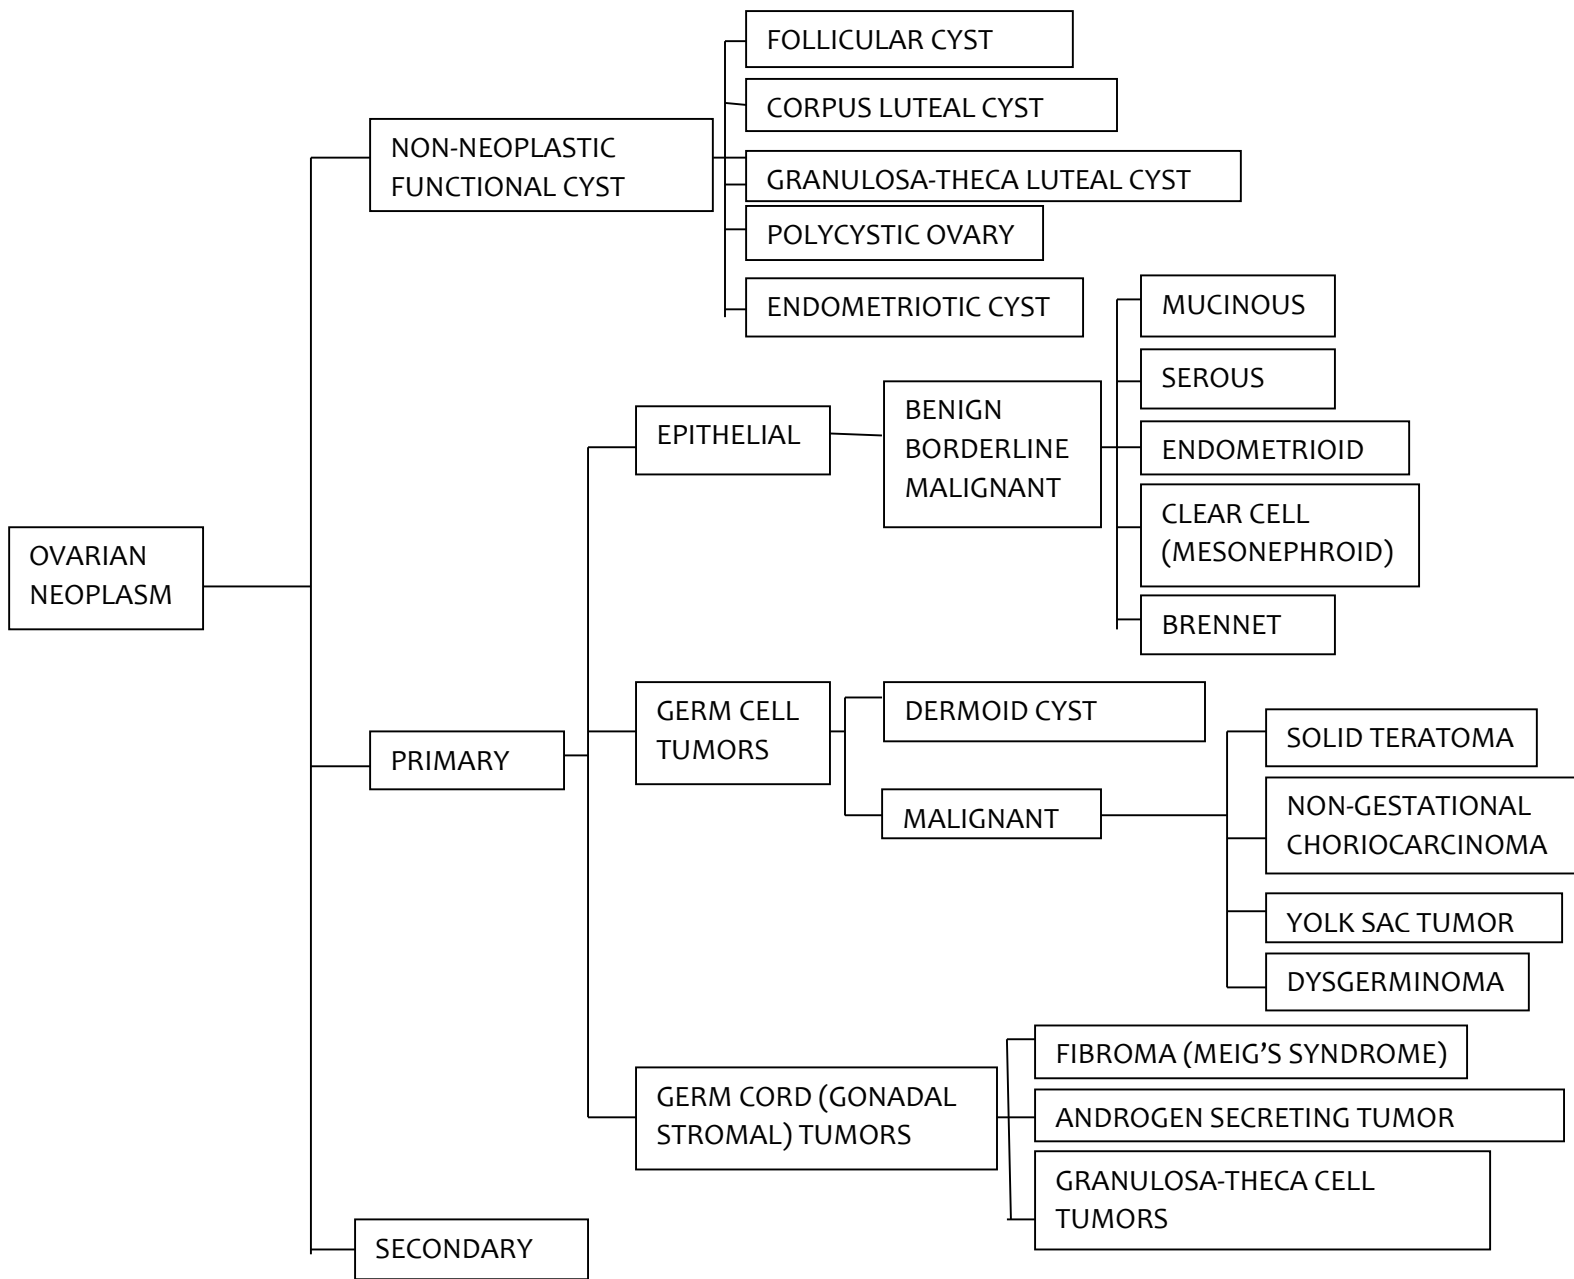 FOLLICULAR CYST
CORPUS LUTEAL CYST
NON-NEOPLASTIC
FUNCTIONAL CYST
GRANULOSA-THECA LUTEAL CYST
POLYCYSTIC OVARY
ENDOMETRIOTIC CYST
MUCINOUS
SEROUS
EPITHELIAL
BENIGN
BORDERLINE
MALIGNANT
ENDOMETRIOID
CLEAR CELL
(MESONEPHROID)
BRENNET
OVARIAN
NEOPLASM
PRIMARY
GERM CELL
TUMORS
DERMOID CYST
MALIGNANT
SOLID TERATOMA
NON-GESTATIONAL
CHORIOCARCINOMA
YOLK SAC TUMOR
DYSGERMINOMA
GERM CORD (GONADAL
STROMAL) TUMORS
FIBROMA (MEIG’S SYNDROME)
ANDROGEN SECRETING TUMOR
GRANULOSA-THECA CELL
TUMORS
SECONDARY